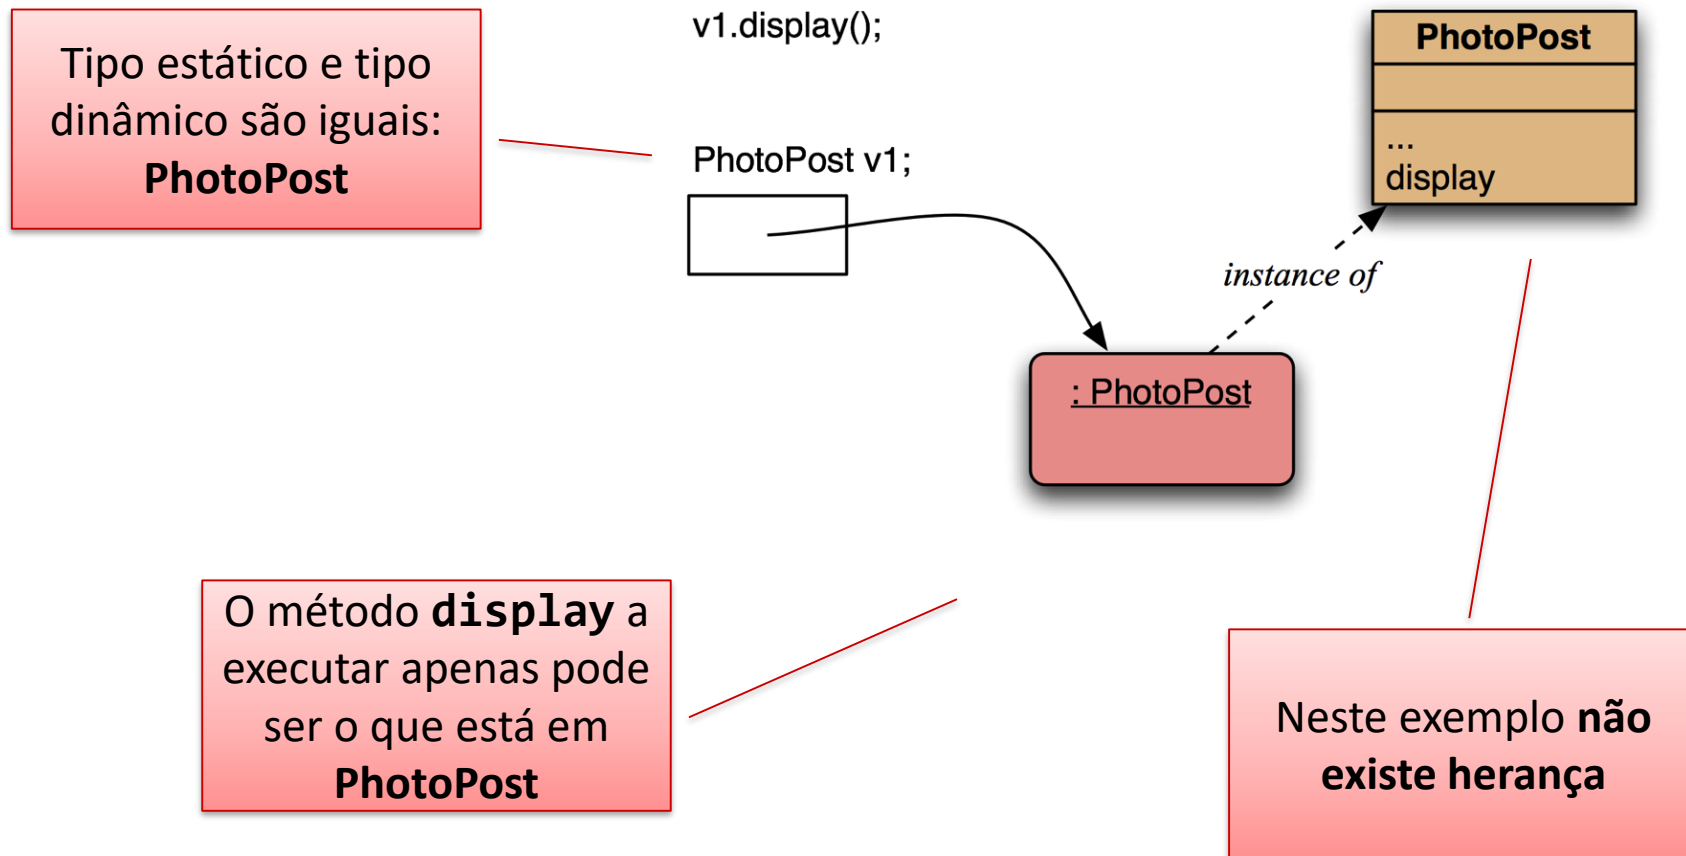 Tipo estático e tipo
dinâmico são iguais:
PhotoPost
v1.display();
PhotoPost v1;
PhotoPost
...
display
instance of
: PhotoPost
O método display a
executar apenas pode
ser o que está em
PhotoPost
Neste exemplo não
existe herança